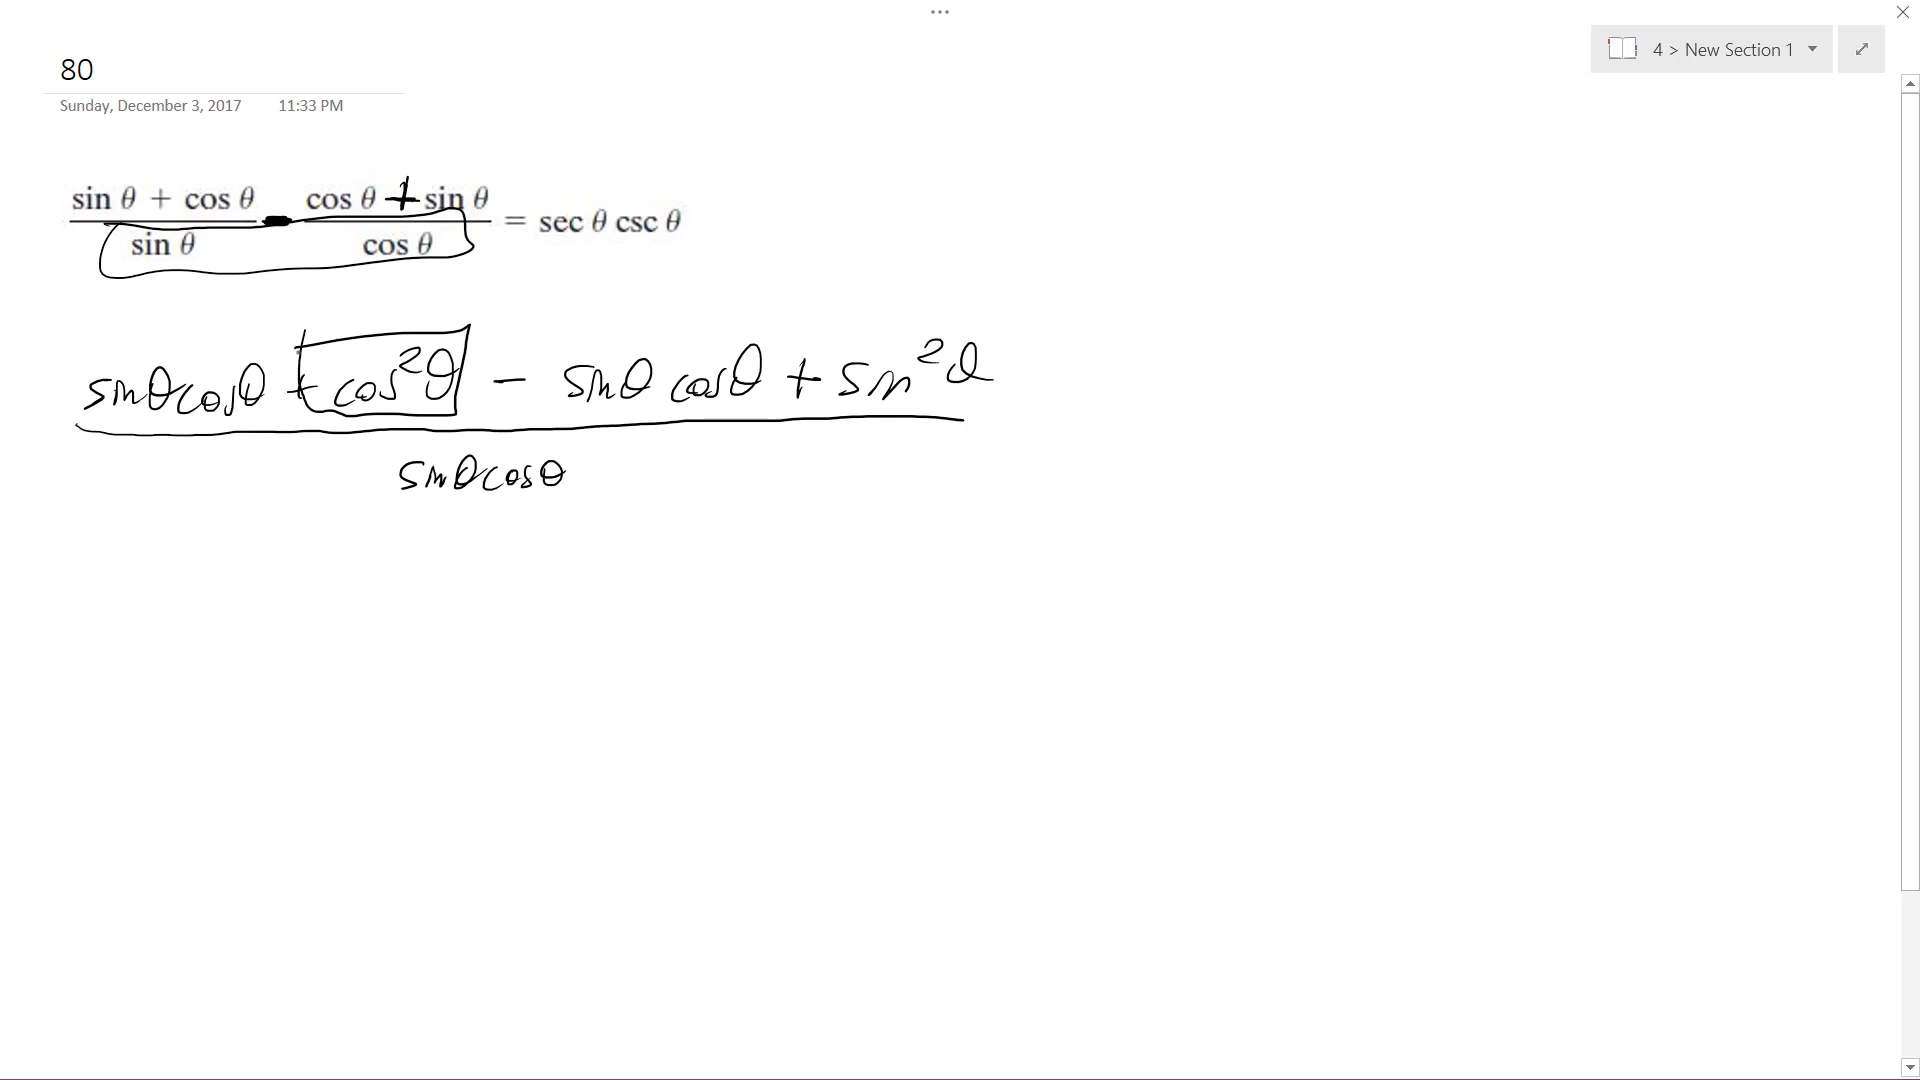 4 > New Section 1
80
Sunday, December 3, 2017 11:33 PM
sin θ + cos θ / sin θ - cos θ + sin θ / cos θ = sec θ csc θ
sinθcosθ + cos²θ - sinθ cosθ + sin²θ
sinθcosθ